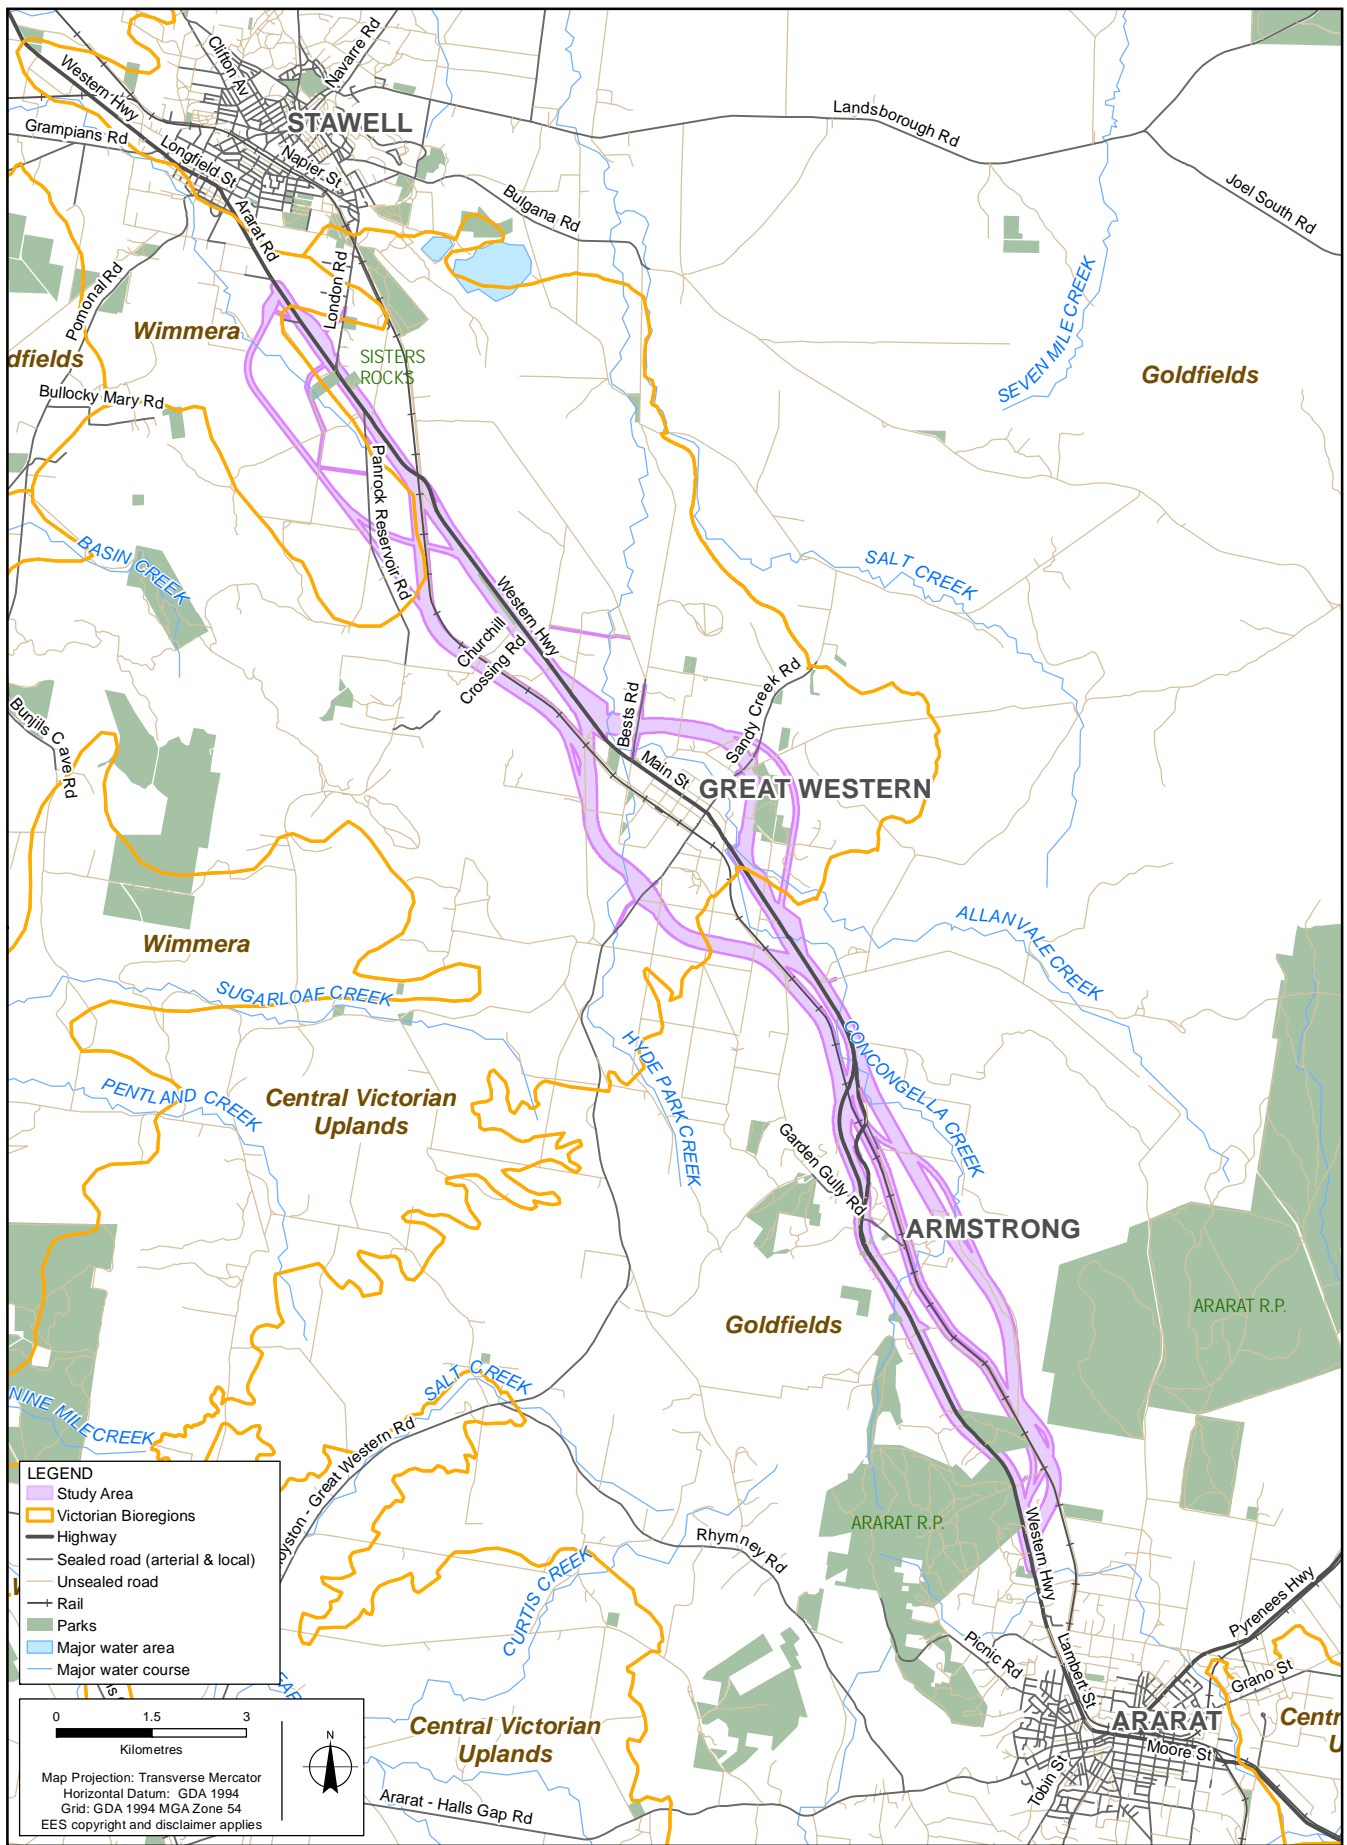 Clifton Av
Navarre Rd
Western Hwy
STAWELL
Landsborough Rd
Grampians Rd
Longfield St
Napier St
Joel South Rd
Bulgana Rd
Ararat Rd
London Rd
Pomonal Rd
SEVEN MILE CREEK
Wimmera
dfields
SISTERS
ROCKS
Goldfields
Bullocky Mary Rd
Panrock Reservoir Rd
BASIN CREEK
SALT CREEK
Western Hwy
Churchill
Crossing Rd
Bests Rd
Sandy Creek Rd
Bunjils Cave Rd
Main St
GREAT WESTERN
Wimmera
ALLANVALE CREEK
SUGARLOAF CREEK
HYDE PARK CREEK
CONCONGELLA CREEK
PENTLAND CREEK
Central Victorian
Uplands
Garden Gully Rd
ARMSTRONG
ARARAT R.P.
Goldfields
SALT CREEK
NINE MILE CREEK
oyston - Great Western Rd
ARARAT R.P.
Rhymney Rd
Western Hwy
CURTIS CREEK
Pyrenees Hwy
Picnic Rd
Lambert St
Grano St
ARARAT
Centr
U
Moore St
Tobin St
Central Victorian
Uplands
Ararat - Halls Gap Rd
LEGEND
Study Area
Victorian Bioregions
Highway
Sealed road (arterial & local)
Unsealed road
Rail
Parks
Major water area
Major water course
0 1.5 3
Kilometres
N
Map Projection: Transverse Mercator
Horizontal Datum: GDA 1994
Grid: GDA 1994 MGA Zone 54
EES copyright and disclaimer applies